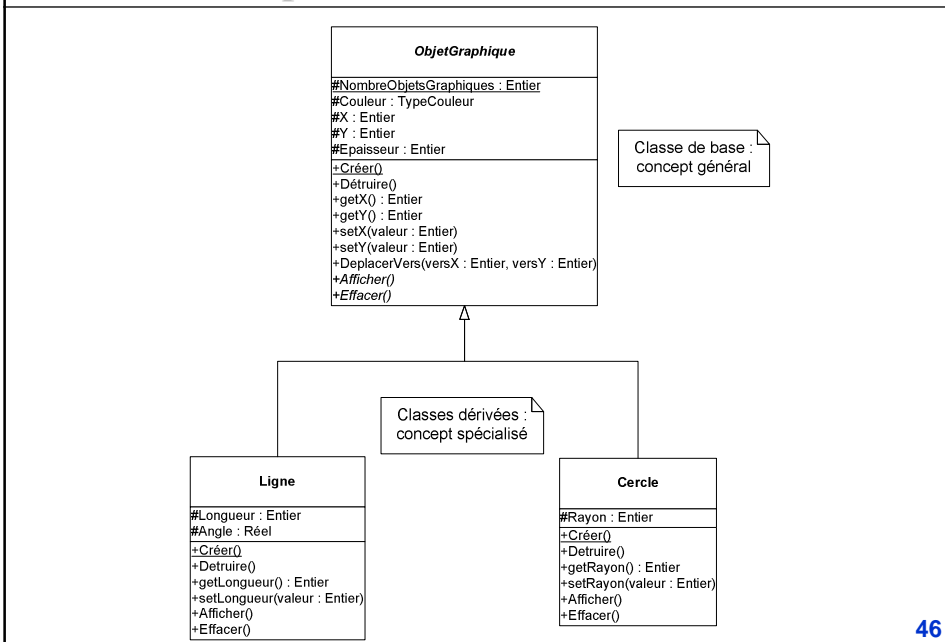 ObjetGraphique
#NombreObjetsGraphiques : Entier
#Couleur : TypeCouleur
#X : Entier
#Y : Entier
#Epaisseur : Entier
+Créer()
+Détruire()
+getX() : Entier
+getY() : Entier
+setX(valeur : Entier)
+setY(valeur : Entier)
+DeplacerVers(versX : Entier, versY : Entier)
+Afficher()
+Effacer()
Classe de base :
concept général
Classes dérivées :
concept spécialisé
Ligne
#Longueur : Entier
#Angle : Réel
+Créer()
+Detruire()
+getLongueur() : Entier
+setLongueur(valeur : Entier)
+Afficher()
+Effacer()
Cercle
#Rayon : Entier
+Créer()
+Detruire()
+getRayon() : Entier
+setRayon(valeur : Entier)
+Afficher()
+Effacer()
46